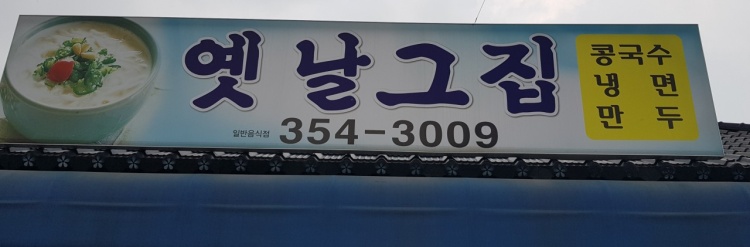 옛날그집
일반음식점 354-3009
콩국수
냉면
만두